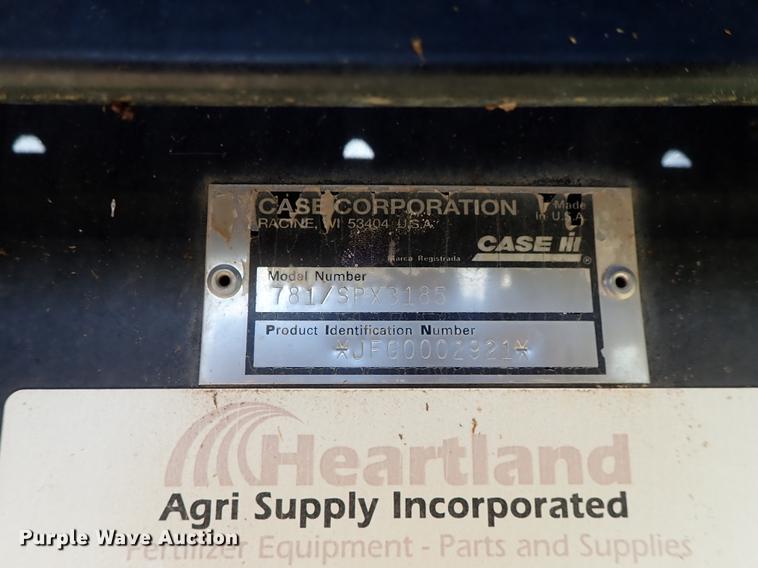 CASE CORPORATION
RACINE, WI 53404 U.S.A.
Made
in U.S.A.
CASE III
®
Marca Registrada
Model Number
781/SPX3185
Product Identification Number
*JFG0002921*
Heartland
Agri Supply Incorporated
Fertilizer Equipment - Parts and Supplies
Purple Wave Auction